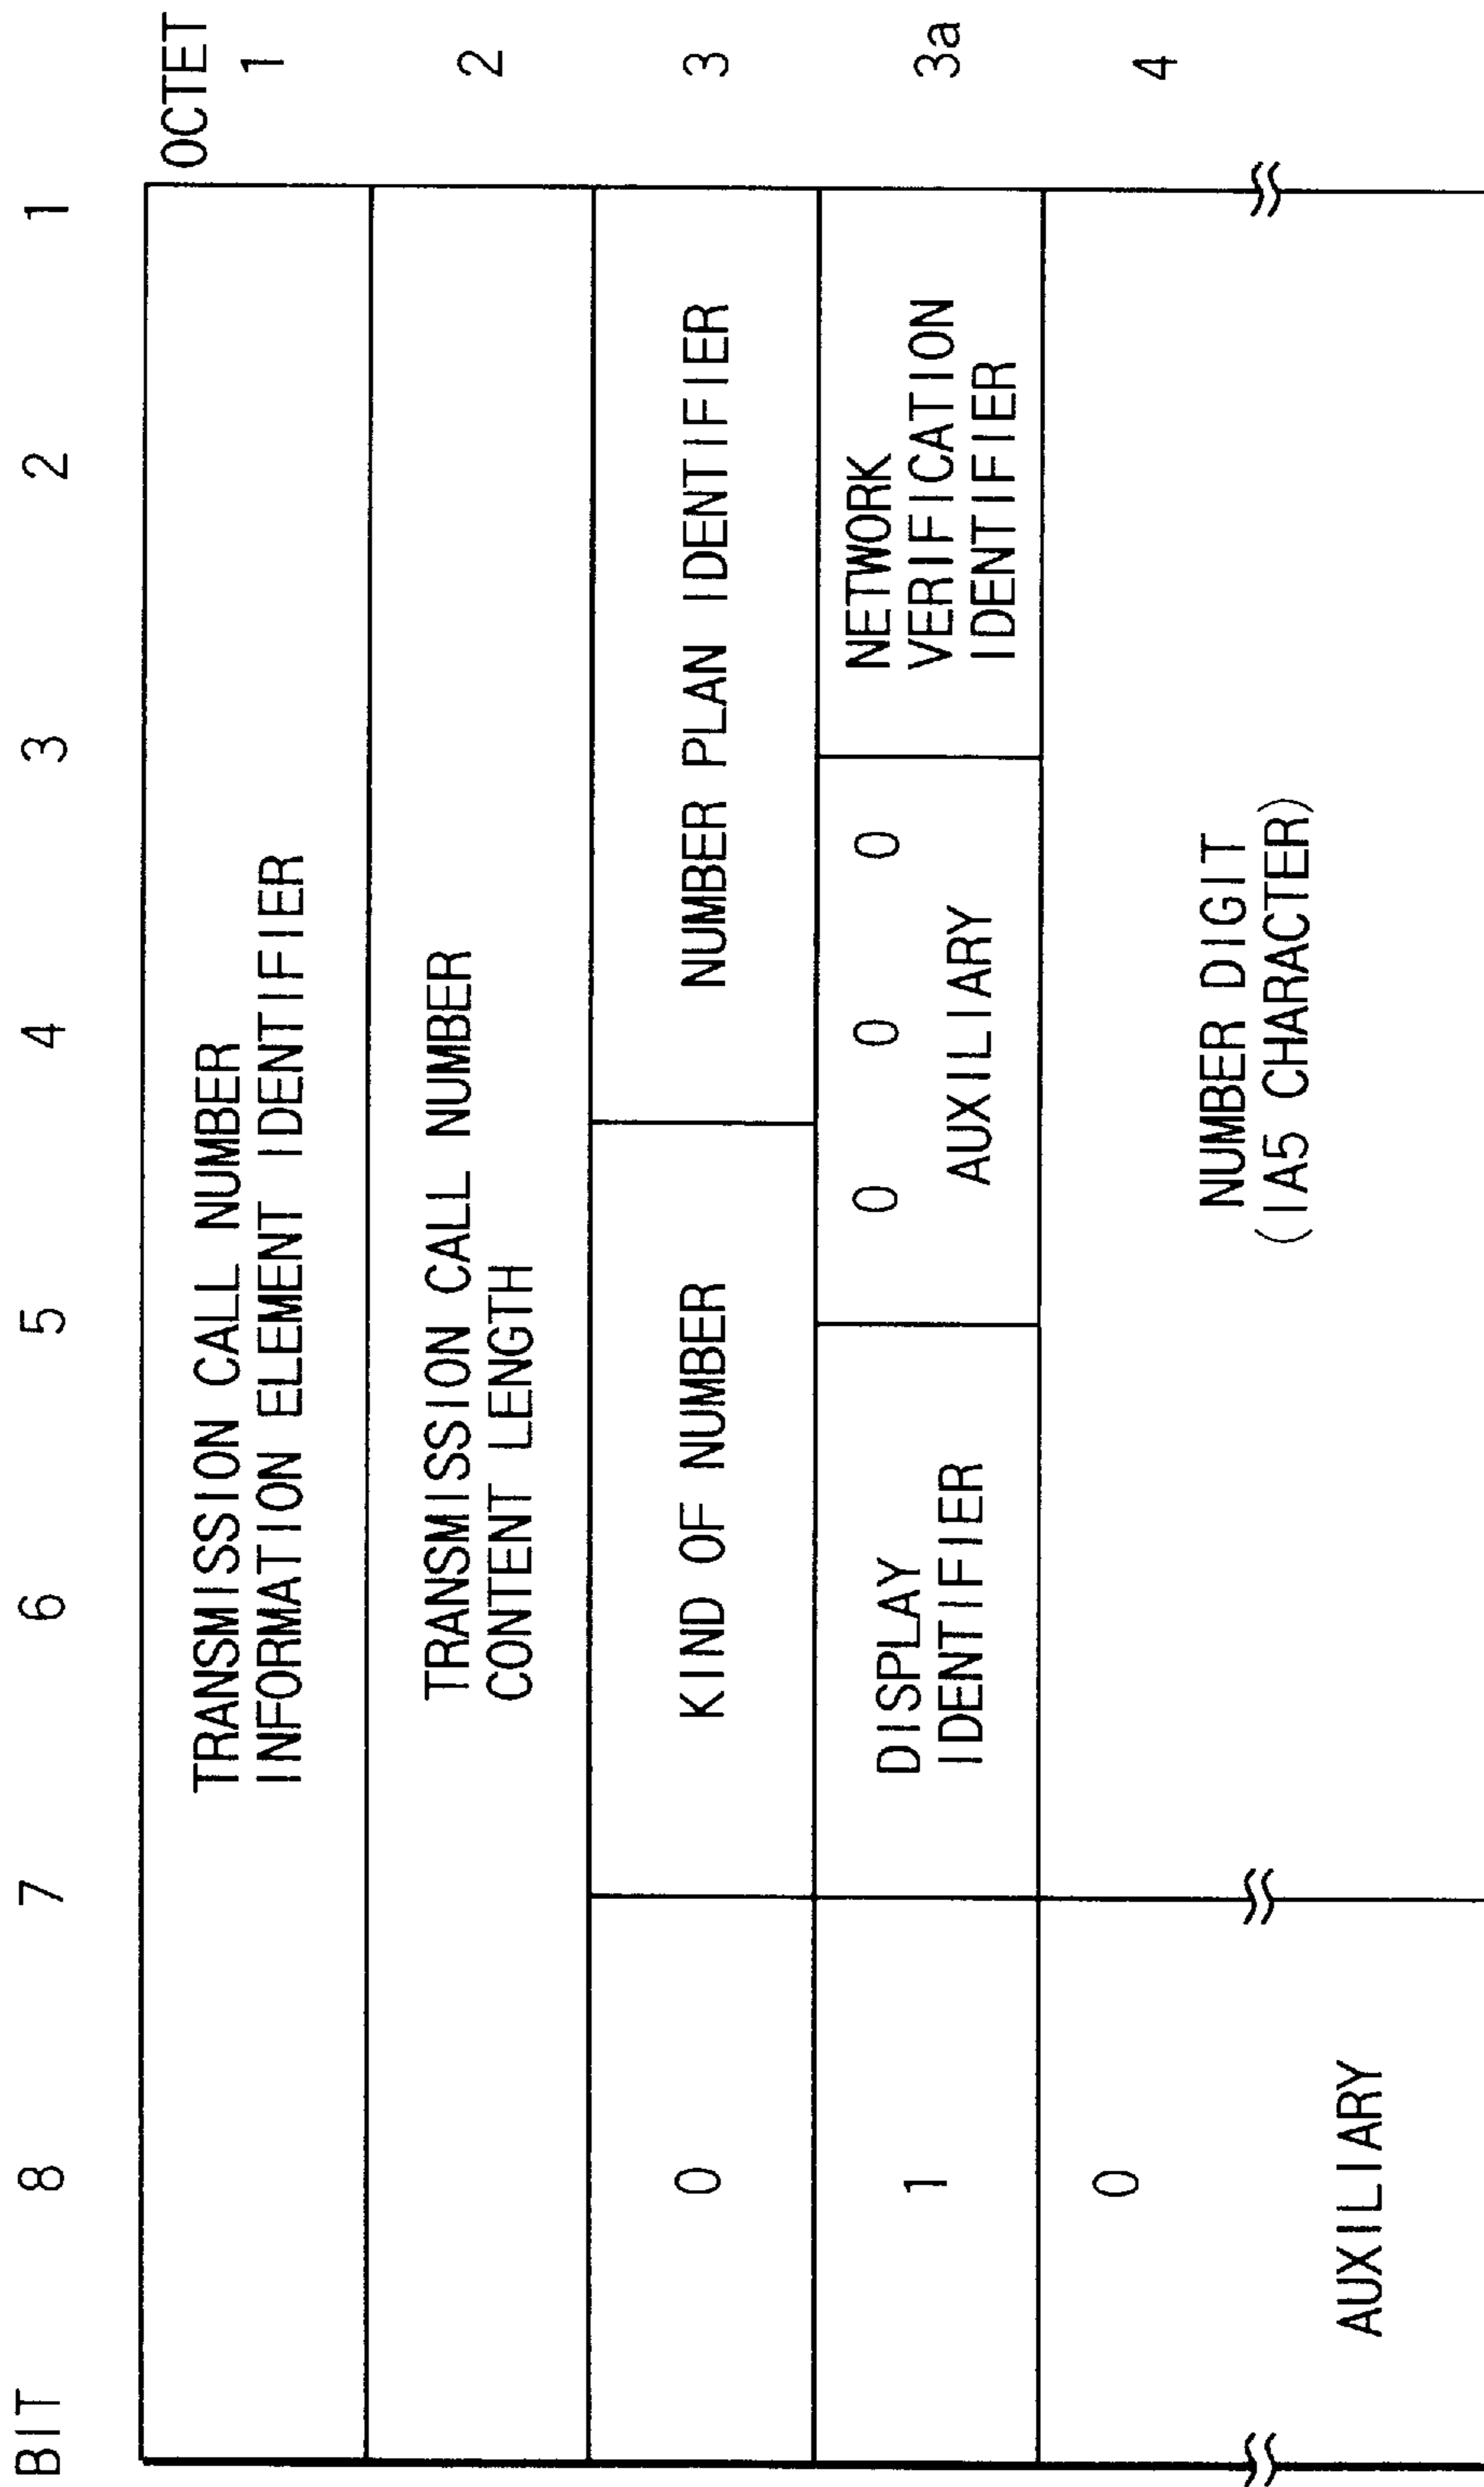 BIT 8 7 6 5 4 3 2 1
OCTET
TRANSMISSION CALL NUMBER
INFORMATION ELEMENT IDENTIFIER
1
TRANSMISSION CALL NUMBER
CONTENT LENGTH
2
0
KIND OF NUMBER
NUMBER PLAN IDENTIFIER
3
1
DISPLAY
IDENTIFIER
0 0 0
AUXILIARY
NETWORK
VERIFICATION
IDENTIFIER
3a
0
AUXILIARY
NUMBER DIGIT
(IA5 CHARACTER)
4